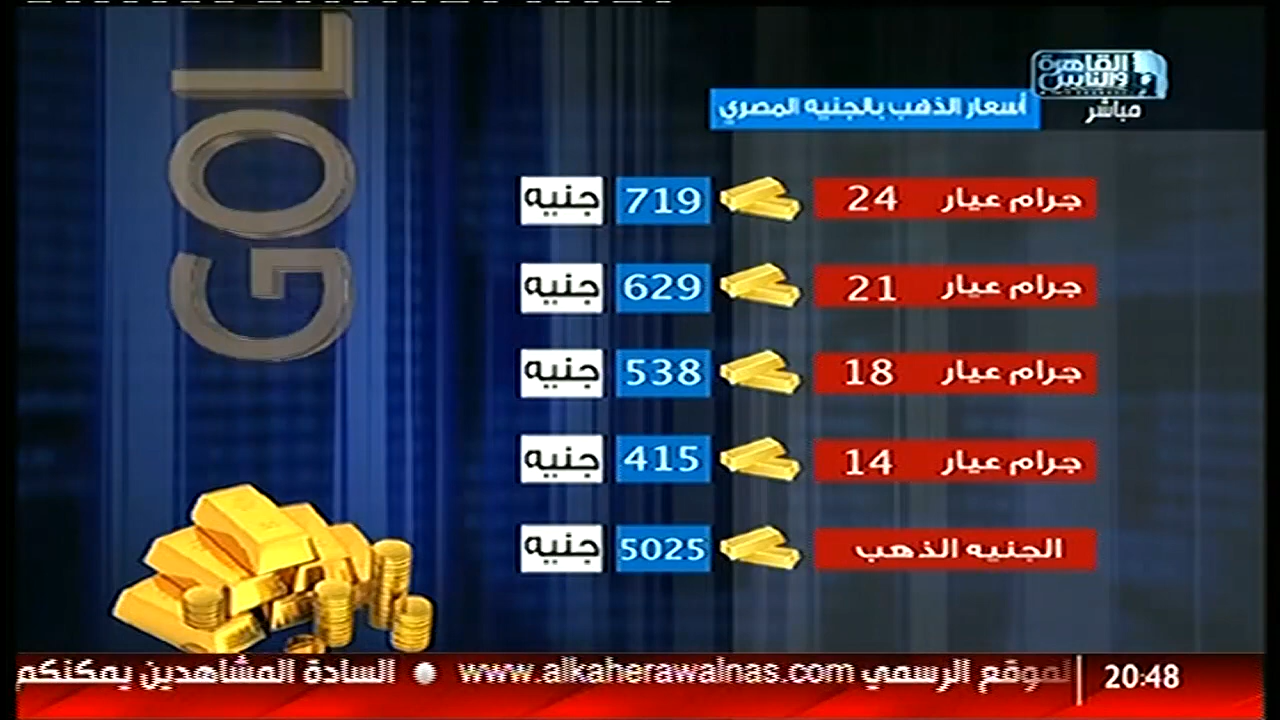 القاهرة
والناس
مباشر
أسعار الذهب بالجنيه المصري
GOL
جرام عيار 24 719 جنيه
جرام عيار 21 629 جنيه
جرام عيار 18 538 جنيه
جرام عيار 14 415 جنيه
الجنيه الذهب 5025 جنيه
20:48 لموقع الرسمي www.alkaherawalnas.com ● السادة المشاهدين يمكنكم